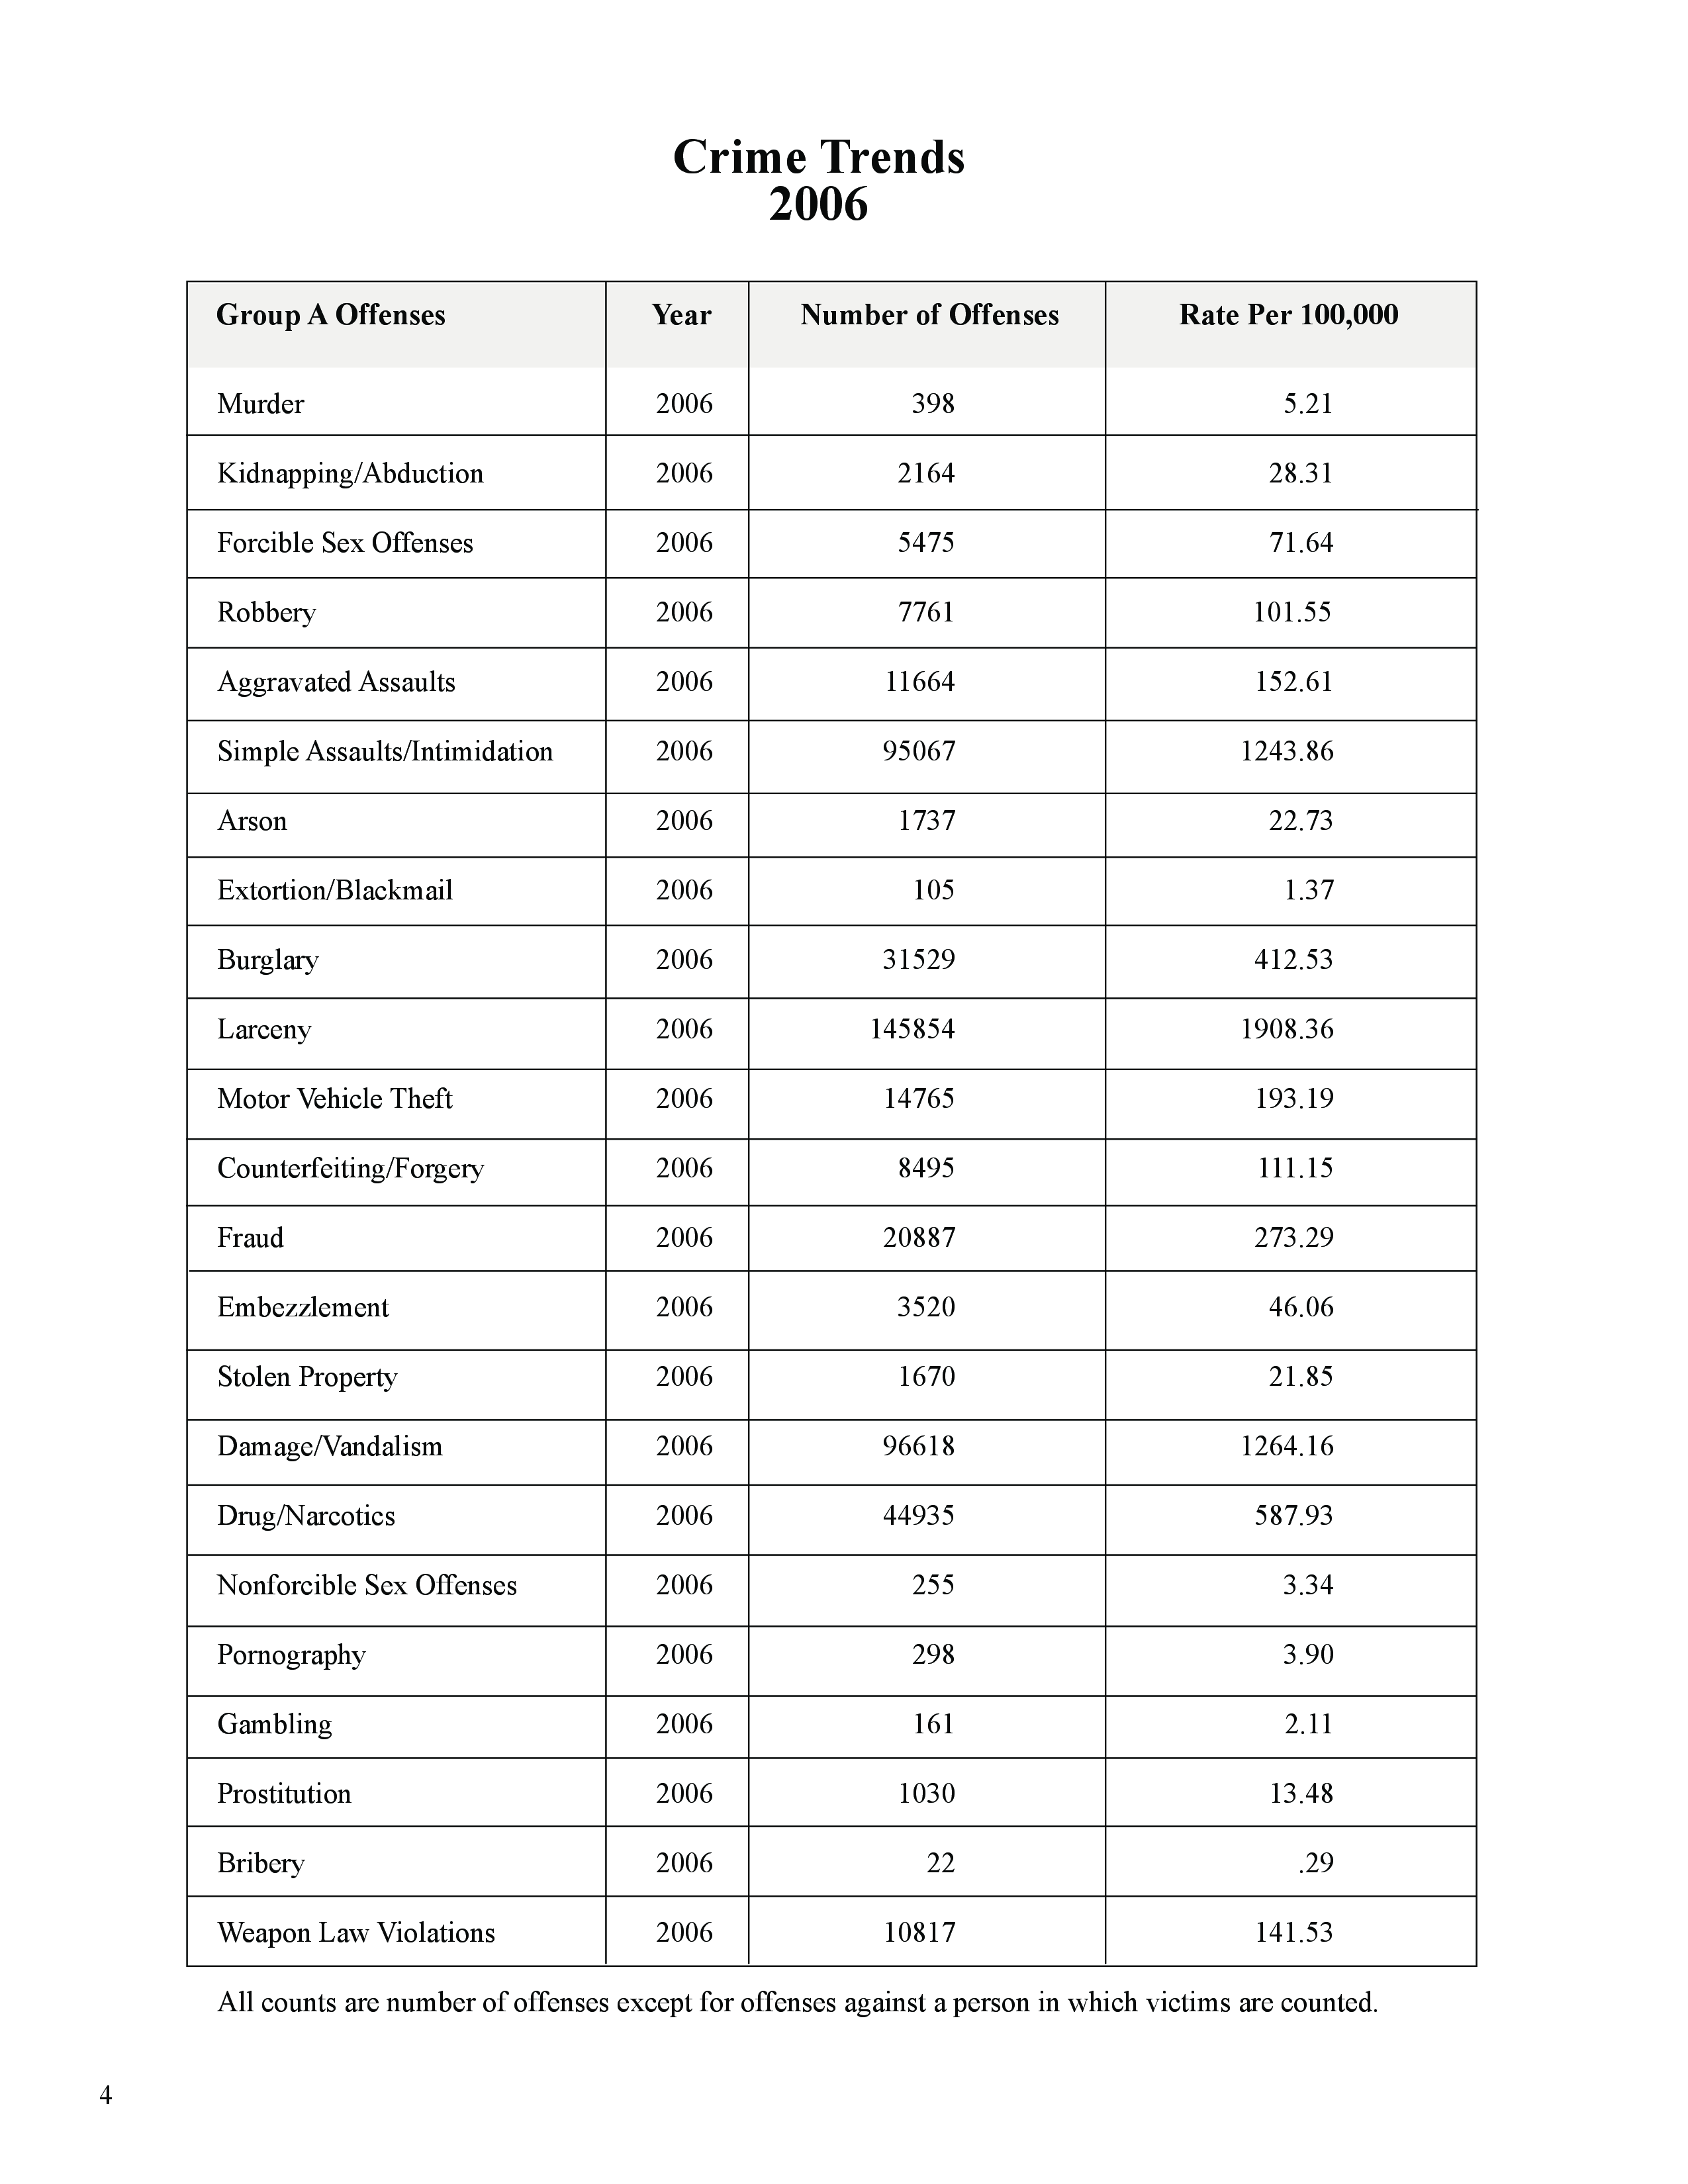 Crime Trends
2006
Group A Offenses Year Number of Offenses Rate Per 100,000
Murder 2006 398 5.21
Kidnapping/Abduction 2006 2164 28.31
Forcible Sex Offenses 2006 5475 71.64
Robbery 2006 7761 101.55
Aggravated Assaults 2006 11664 152.61
Simple Assaults/Intimidation 2006 95067 1243.86
Arson 2006 1737 22.73
Extortion/Blackmail 2006 105 1.37
Burglary 2006 31529 412.53
Larceny 2006 145854 1908.36
Motor Vehicle Theft 2006 14765 193.19
Counterfeiting/Forgery 2006 8495 111.15
Fraud 2006 20887 273.29
Embezzlement 2006 3520 46.06
Stolen Property 2006 1670 21.85
Damage/Vandalism 2006 96618 1264.16
Drug/Narcotics 2006 44935 587.93
Nonforcible Sex Offenses 2006 255 3.34
Pornography 2006 298 3.90
Gambling 2006 161 2.11
Prostitution 2006 1030 13.48
Bribery 2006 22 .29
Weapon Law Violations 2006 10817 141.53
All counts are number of offenses except for offenses against a person in which victims are counted.
4